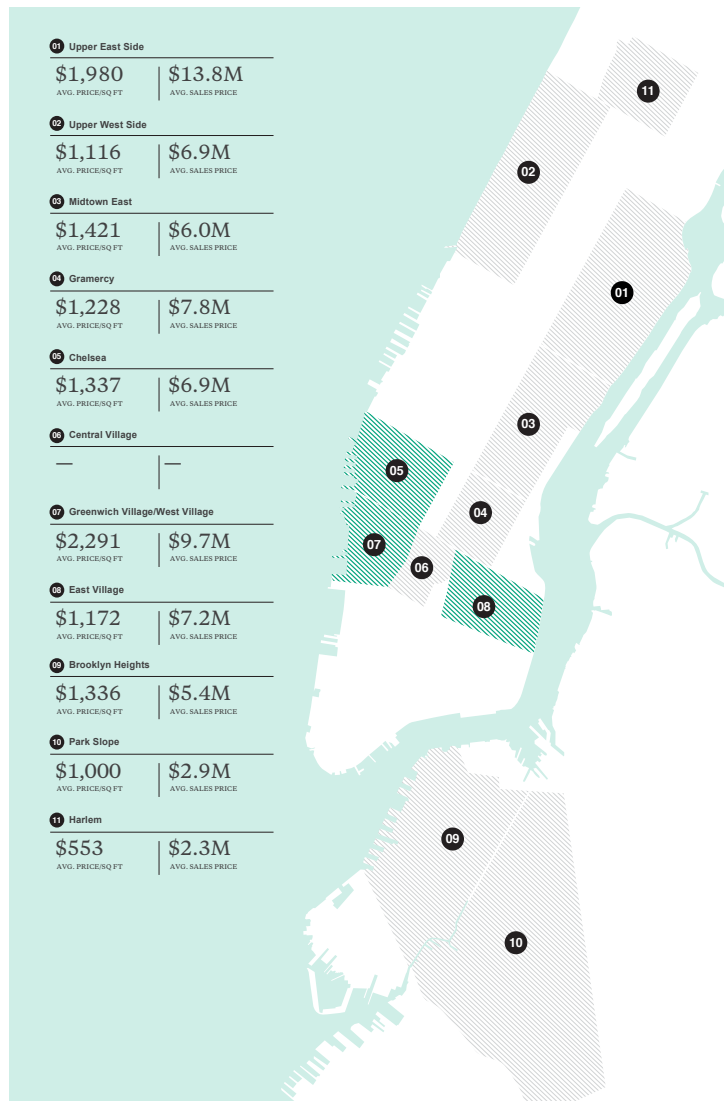 01 Upper East Side
$1,980 $13.8M
AVG. PRICE/SQ FT AVG. SALES PRICE
02 Upper West Side
$1,116 $6.9M
AVG. PRICE/SQ FT AVG. SALES PRICE
03 Midtown East
$1,421 $6.0M
AVG. PRICE/SQ FT AVG. SALES PRICE
04 Gramercy
$1,228 $7.8M
AVG. PRICE/SQ FT AVG. SALES PRICE
05 Chelsea
$1,337 $6.9M
AVG. PRICE/SQ FT AVG. SALES PRICE
06 Central Village
— —
07 Greenwich Village/West Village
$2,291 $9.7M
AVG. PRICE/SQ FT AVG. SALES PRICE
08 East Village
$1,172 $7.2M
AVG. PRICE/SQ FT AVG. SALES PRICE
09 Brooklyn Heights
$1,336 $5.4M
AVG. PRICE/SQ FT AVG. SALES PRICE
10 Park Slope
$1,000 $2.9M
AVG. PRICE/SQ FT AVG. SALES PRICE
11 Harlem
$553 $2.3M
AVG. PRICE/SQ FT AVG. SALES PRICE
11
02
01
03
05
04
07
06
08
09
10